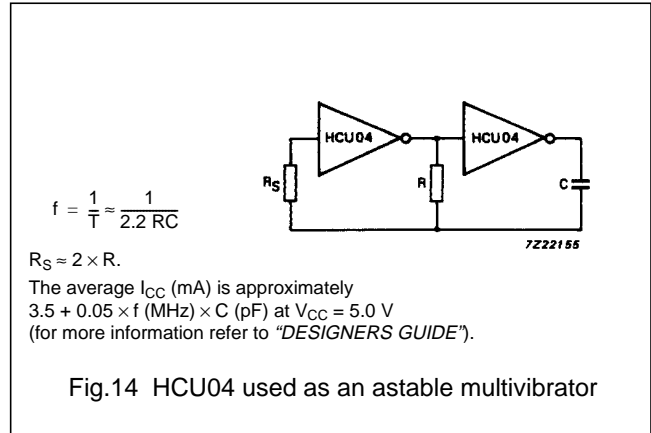 HCU04
HCU04
R_S
R
C
7Z22155
f = 1/T ≈ 1/(2.2 RC)
R_S ≈ 2 × R.
The average I_CC (mA) is approximately
3.5 + 0.05 × f (MHz) × C (pF) at V_CC = 5.0 V
(for more information refer to "DESIGNERS GUIDE").
Fig.14 HCU04 used as an astable multivibrator